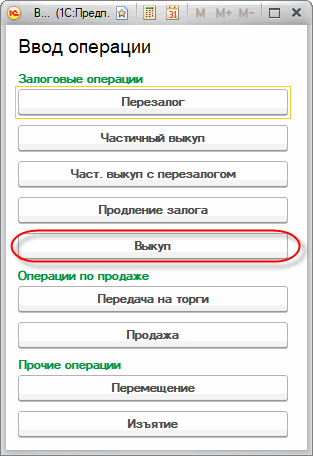 В... (1С:Предп.
31
M M+ M-
Ввод операции
Залоговые операции
Перезалог
Частичный выкуп
Част. выкуп с перезалогом
Продление залога
Выкуп
Операции по продаже
Передача на торги
Продажа
Прочие операции
Перемещение
Изъятие